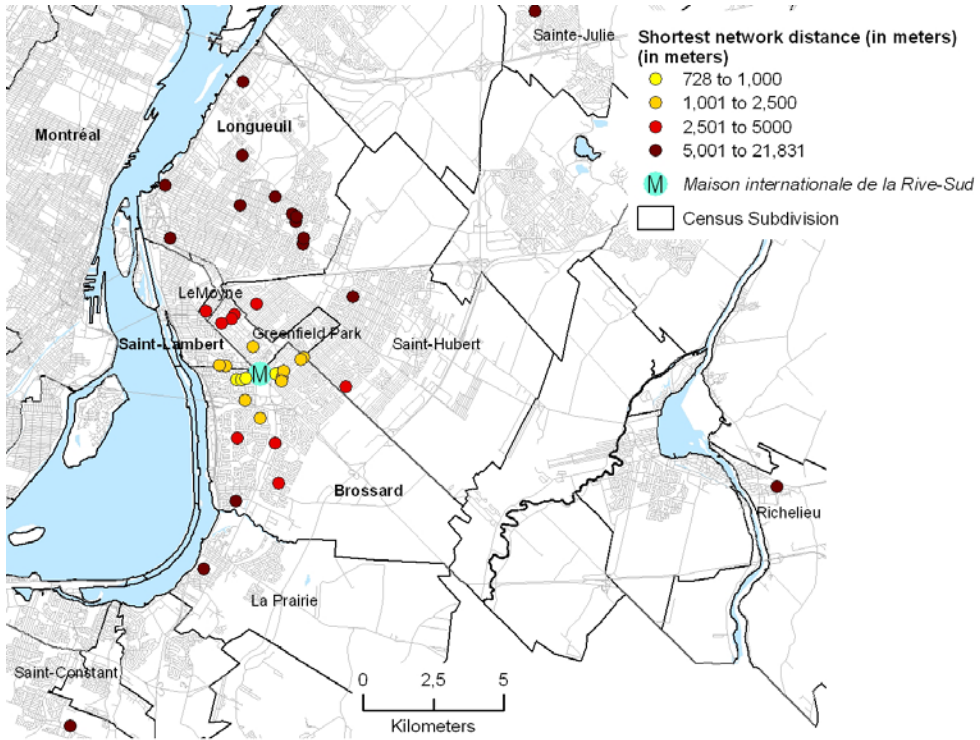 Sainte-Julie
Shortest network distance (in meters)
(in meters)
728 to 1,000
1,001 to 2,500
2,501 to 5000
5,001 to 21,831
M Maison internationale de la Rive-Sud
Census Subdivision
Montréal
Longueuil
LeMoyne
Greenfield Park
Saint-Lambert
Saint-Hubert
M
Brossard
Richelieu
La Prairie
Saint-Constant
0 2,5 5
Kilometers